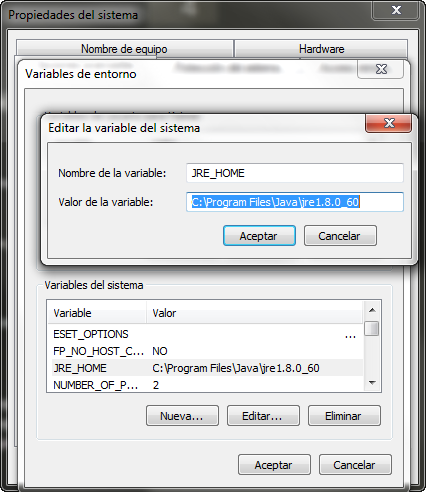 Propiedades del sistema
Nombre de equipo
Hardware
Variables de entorno
Editar la variable del sistema
Nombre de la variable:
JRE_HOME
Valor de la variable:
C:\Program Files\Java\jre1.8.0_60
Aceptar
Cancelar
Variables del sistema
Variable
Valor
ESET_OPTIONS
...
FP_NO_HOST_C...
NO
JRE_HOME
C:\Program Files\Java\jre1.8.0_60
NUMBER_OF_P...
2
Nueva...
Editar...
Eliminar
Aceptar
Cancelar